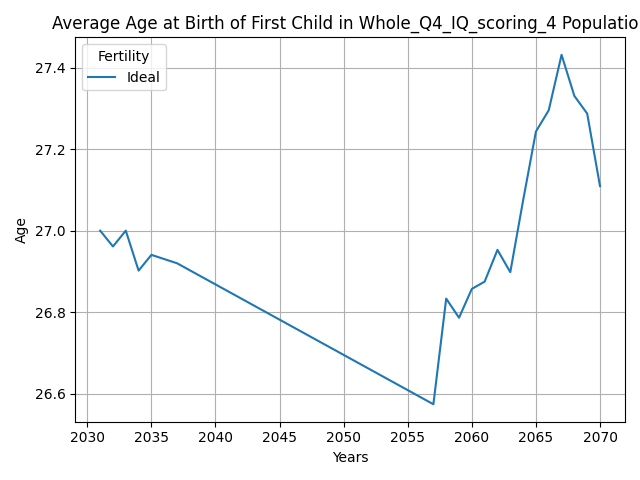 Average Age at Birth of First Child in Whole_Q4_IQ_scoring_4 Populatio
Fertility
Ideal
27.4
27.2
27.0
26.8
26.6
Age
2030 2035 2040 2045 2050 2055 2060 2065 2070
Years